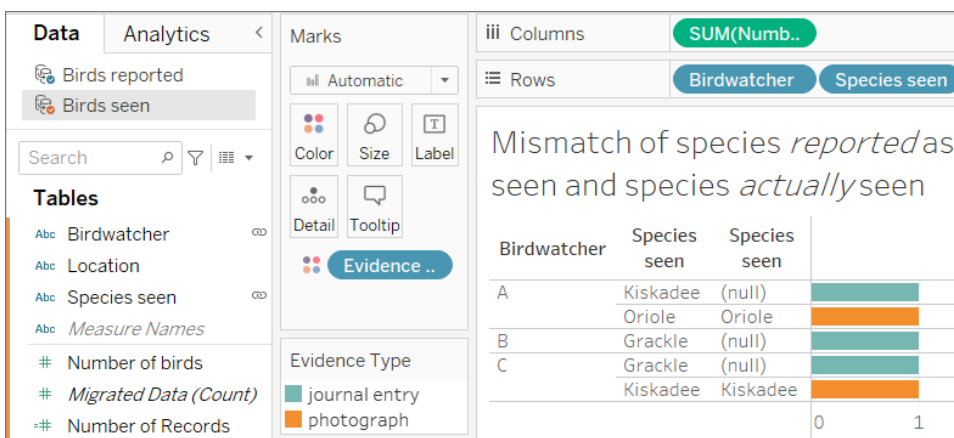 Data Analytics
Birds reported
Birds seen
Search
Tables
Abc Birdwatcher
Abc Location
Abc Species seen
Abc Measure Names
# Number of birds
# Migrated Data (Count)
=# Number of Records
Marks
Automatic
Color Size Label
Detail Tooltip
Evidence ..
Evidence Type
journal entry
photograph
iii Columns SUM(Numb..
Rows Birdwatcher Species seen
Mismatch of species reported as
seen and species actually seen
Birdwatcher Species seen Species seen
A Kiskadee (null)
Oriole Oriole
B Grackle (null)
C Grackle (null)
Kiskadee Kiskadee
0 1